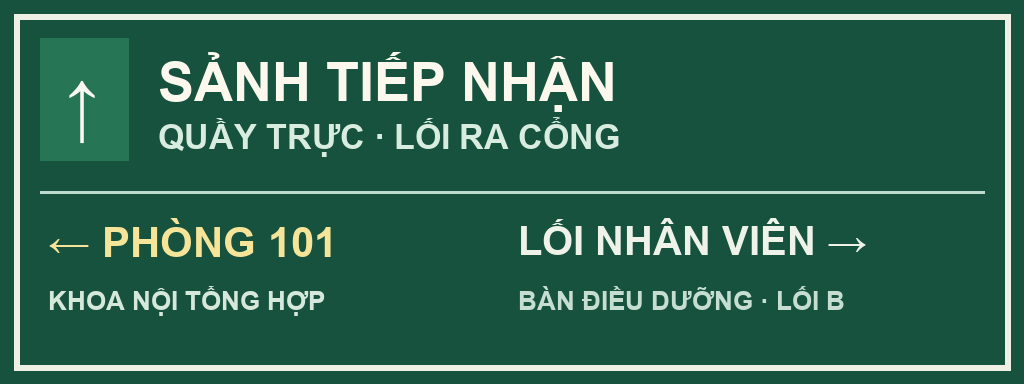 ↑ SẢNH TIẾP NHẬN
QUẦY TRỰC · LỐI RA CỔNG
← PHÒNG 101
KHOA NỘI TỔNG HỢP
LỐI NHÂN VIÊN →
BÀN ĐIỀU DƯỠNG · LỐI B